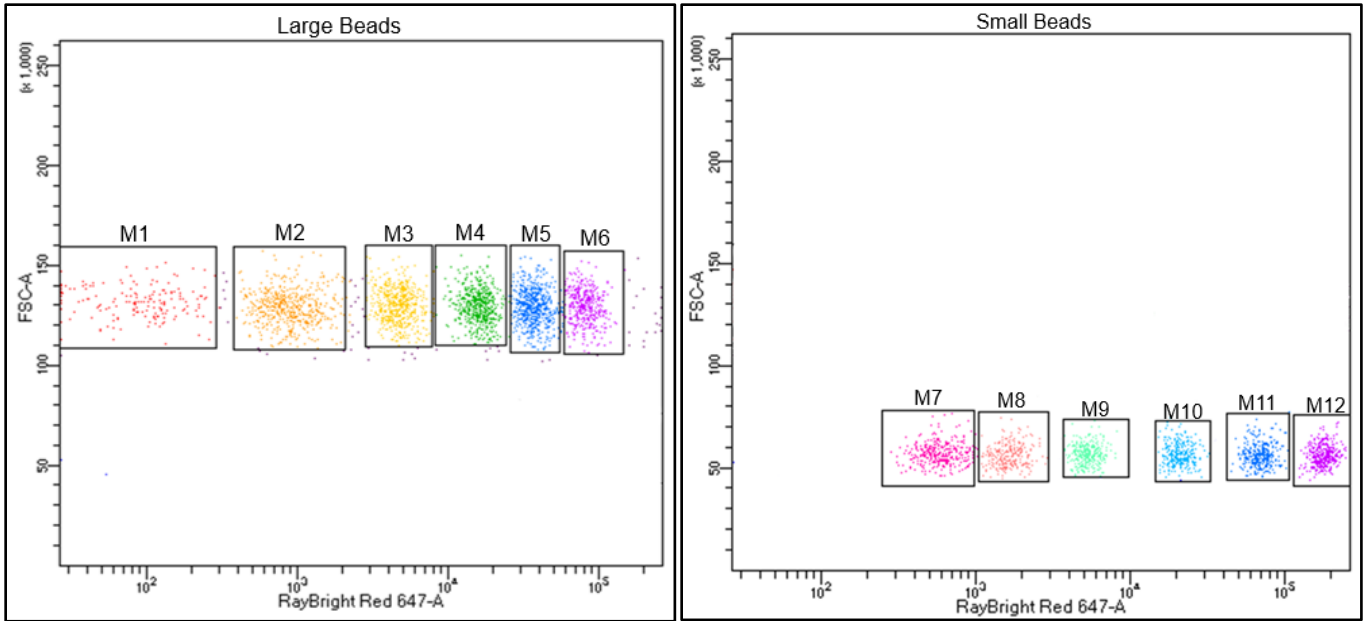 Large Beads
(x 1,000)
250
200
150
100
50
FSC-A
M1 M2 M3 M4 M5 M6
10² 10³ 10⁴ 10⁵
RayBright Red 647-A
Small Beads
(x 1,000)
250
200
150
100
50
FSC-A
M7 M8 M9 M10 M11 M12
10² 10³ 10⁴ 10⁵
RayBright Red 647-A